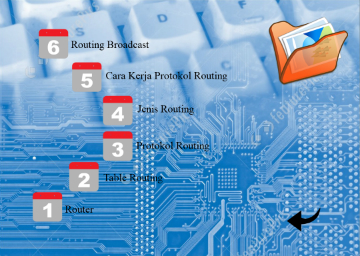 6 Routing Broadcast
5 Cara Kerja Protokol Routing
4 Jenis Routing
3 Protokol Routing
2 Table Routing
1 Router